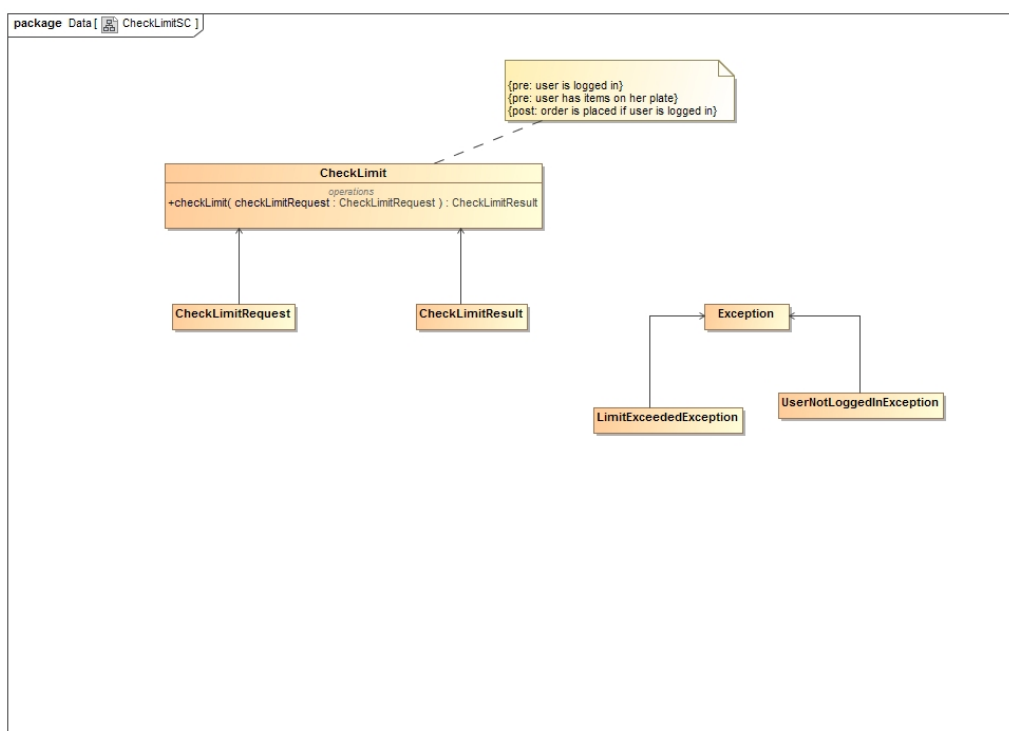 package Data [ CheckLimitSC ]
{pre: user is logged in}
{pre: user has items on her plate}
{post: order is placed if user is logged in}
CheckLimit
operations
+checkLimit( checkLimitRequest : CheckLimitRequest ) : CheckLimitResult
CheckLimitRequest
CheckLimitResult
Exception
LimitExceededException
UserNotLoggedInException